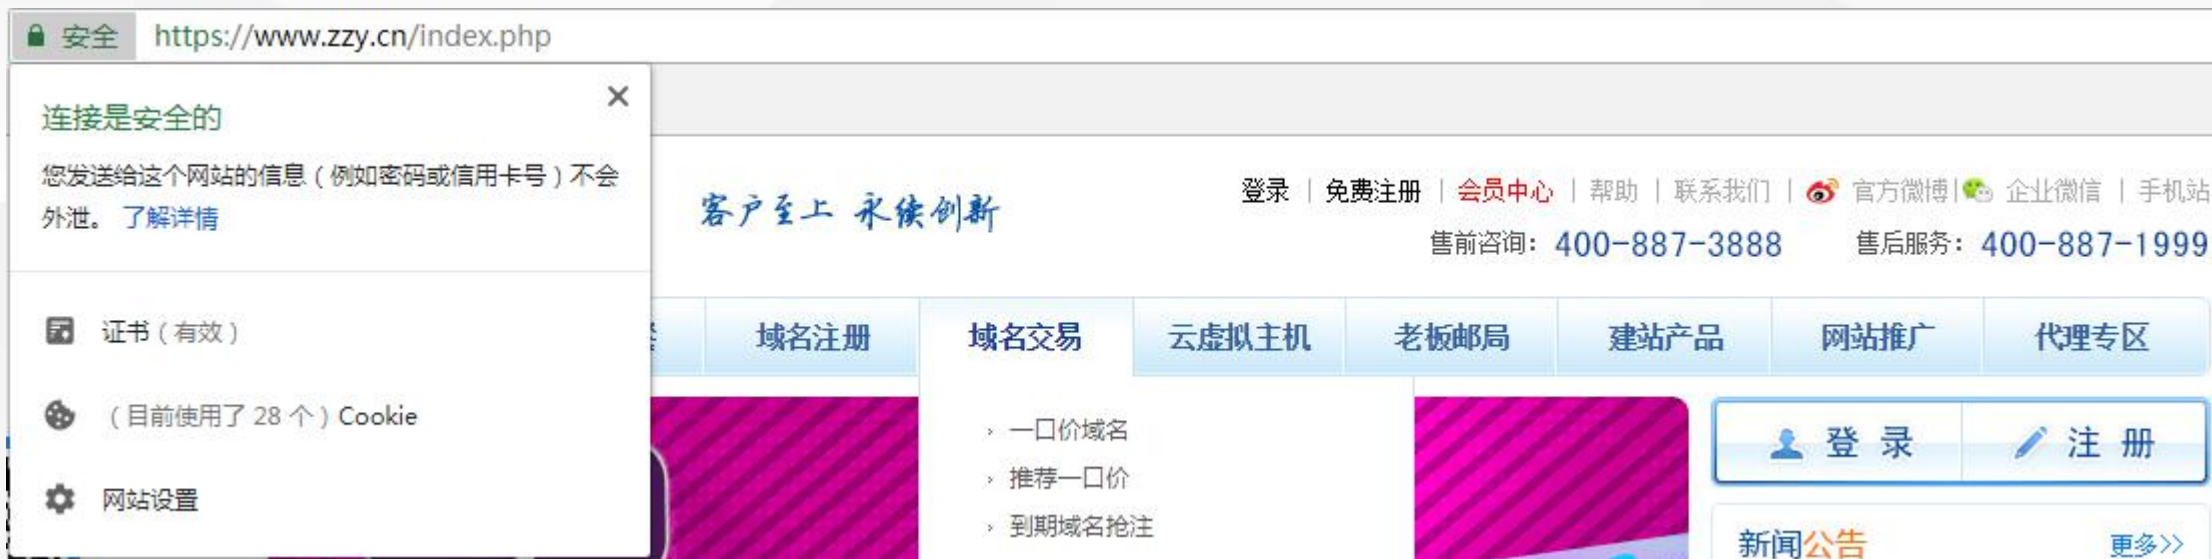 安全 https://www.zzy.cn/index.php
连接是安全的
您发送给这个网站的信息（例如密码或信用卡号）不会
外泄。 了解详情
证书（有效）
（目前使用了 28 个）Cookie
网站设置
客户至上 永续创新
登录 | 免费注册 | 会员中心 | 帮助 | 联系我们 | 官方微博| 企业微信 | 手机站
售前咨询：400-887-3888 售后服务：400-887-1999
域名注册 域名交易 云虚拟主机 老板邮局 建站产品 网站推广 代理专区
› 一口价域名
› 推荐一口价
› 到期域名抢注
登 录 注 册
新闻公告 更多>>